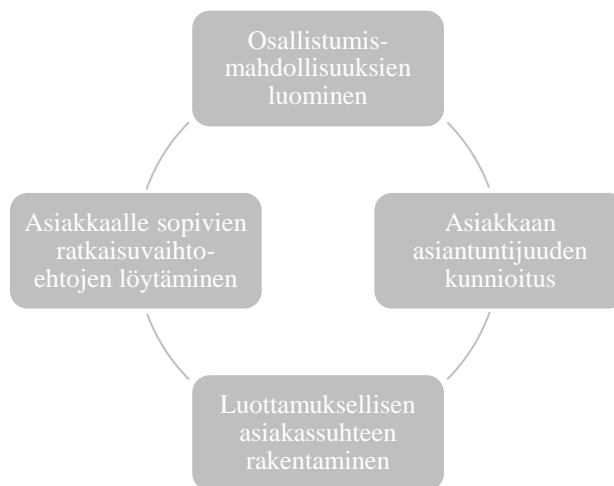 Osallistumis-
mahdollisuuksien
luominen
Asiakkaalle sopivien
ratkaisuvaihto-
ehtojen löytäminen
Asiakkaan
asiantuntijuuden
kunnioitus
Luottamuksellisen
asiakassuhteen
rakentaminen